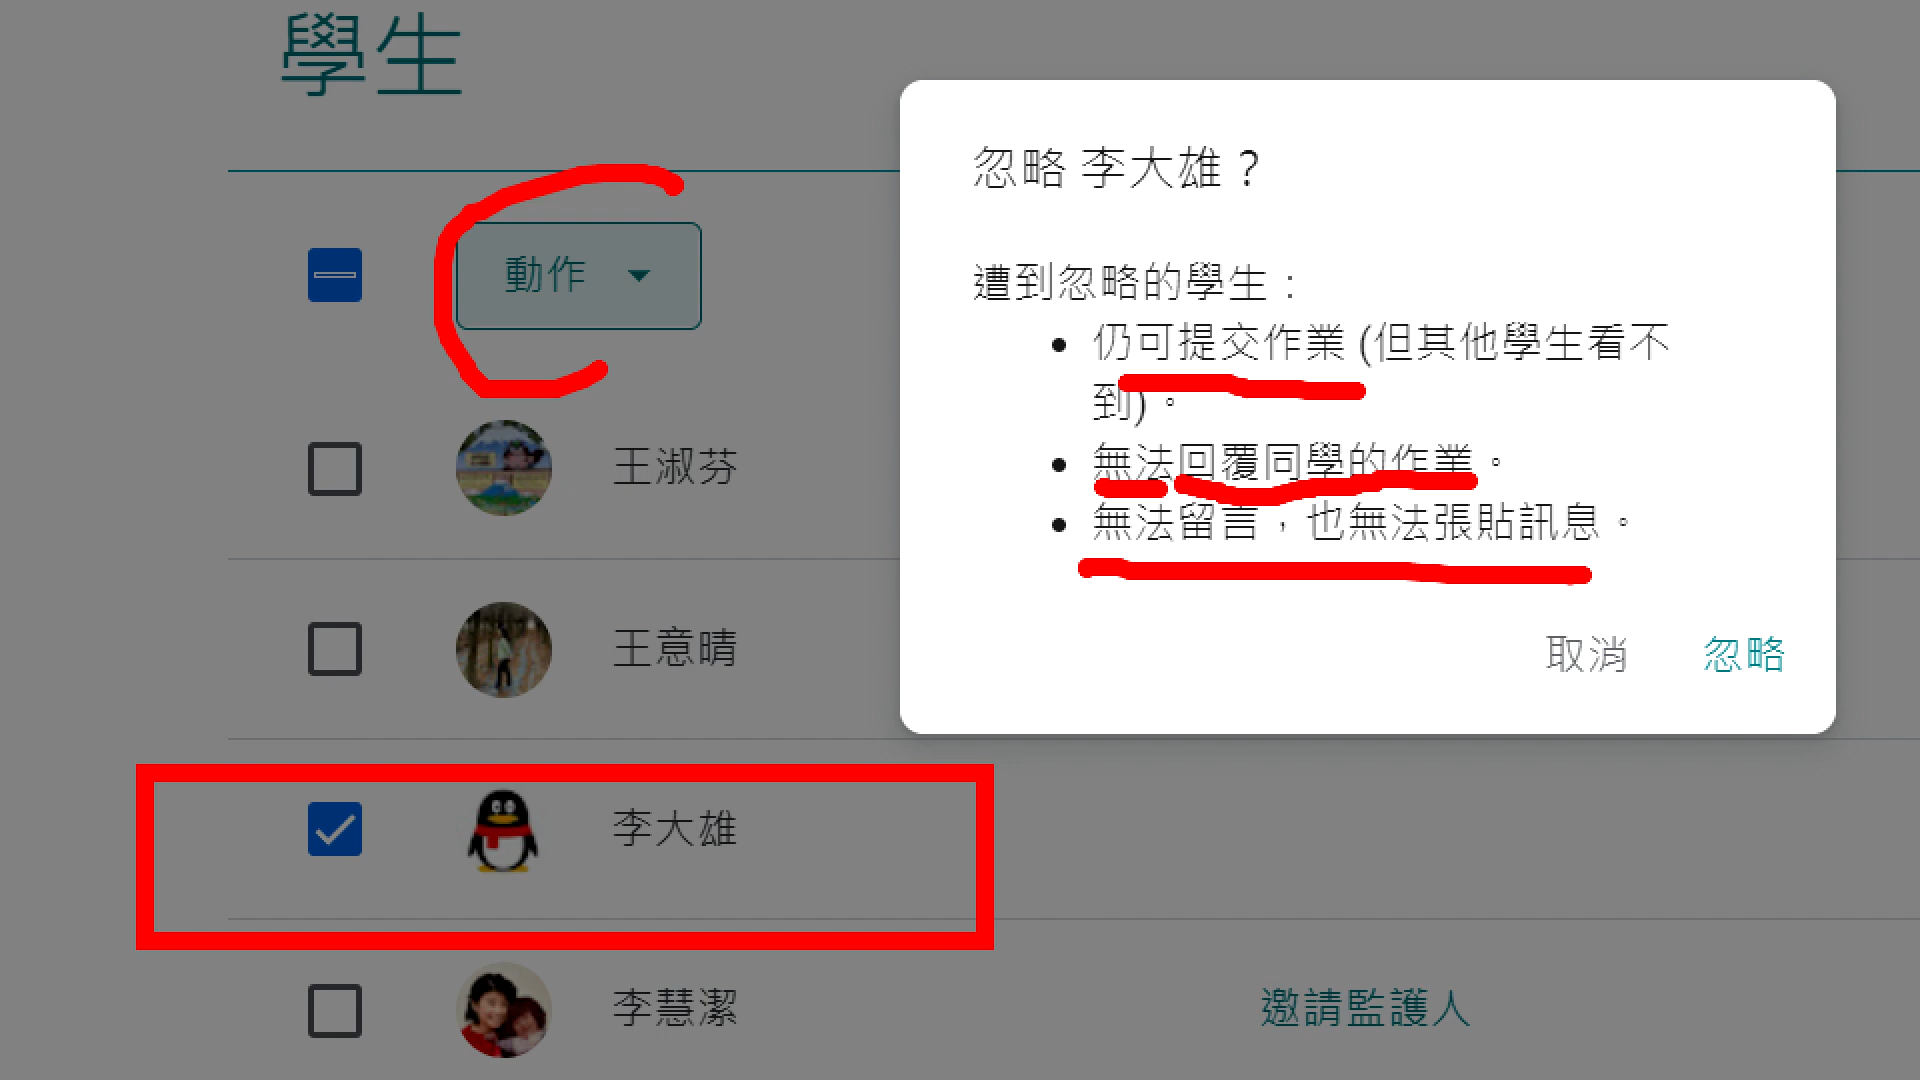 學生
動作
王淑芬
王意晴
李大雄
李慧潔
邀請監護人
忽略 李大雄？
遭到忽略的學生：
仍可提交作業 (但其他學生看不
到)。
無法回覆同學的作業。
無法留言，也無法張貼訊息。
取消
忽略